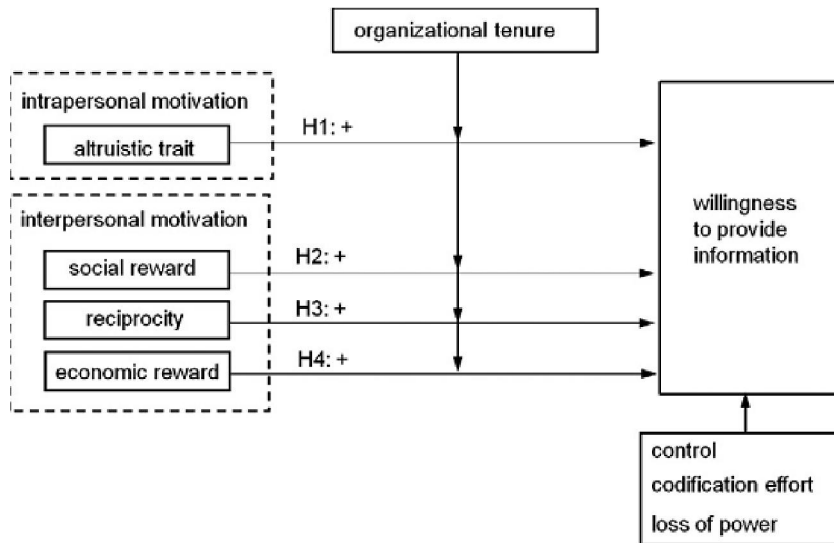 organizational tenure
intrapersonal motivation
altruistic trait
H1: +
interpersonal motivation
social reward
H2: +
reciprocity
H3: +
economic reward
H4: +
willingness
to provide
information
control
codification effort
loss of power